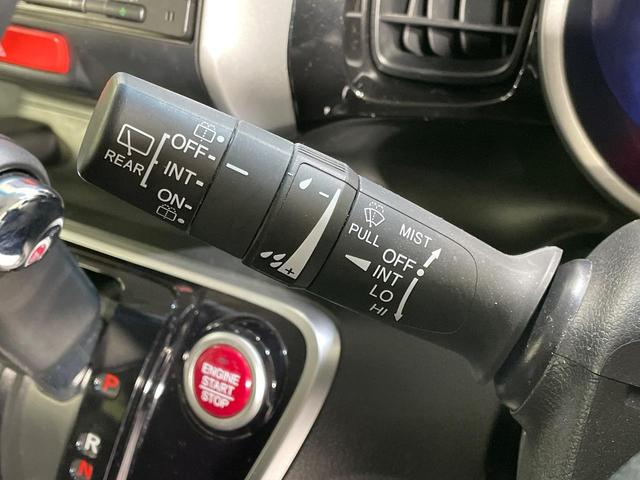 OFF
REAR
INT
ON
PULL
MIST
OFF
INT
LO
HI
ENGINE
START
STOP
P
R
N